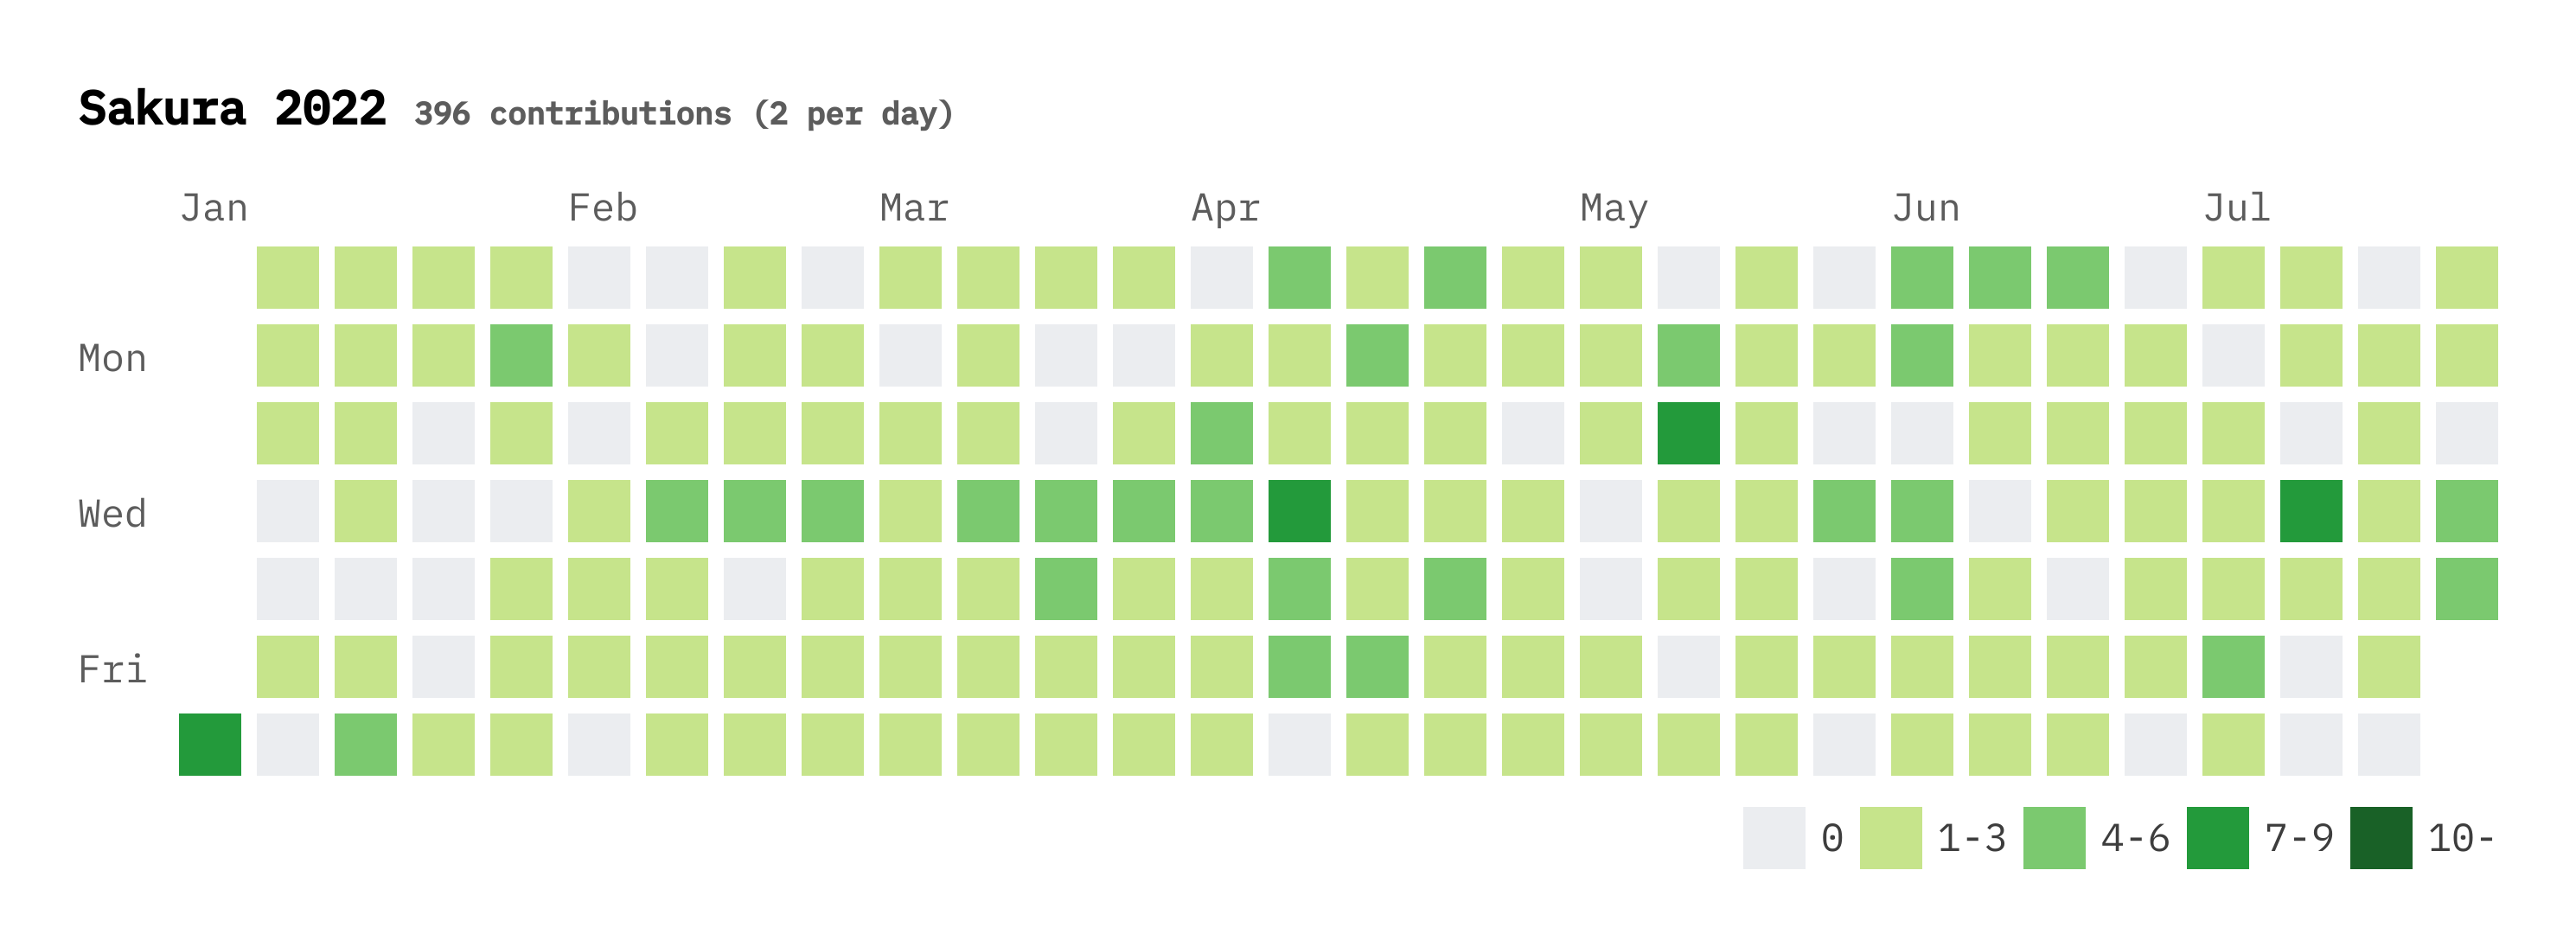 Sakura 2022 396 contributions (2 per day)
Jan Feb Mar Apr May Jun Jul
Mon
Wed
Fri
0 1-3 4-6 7-9 10-